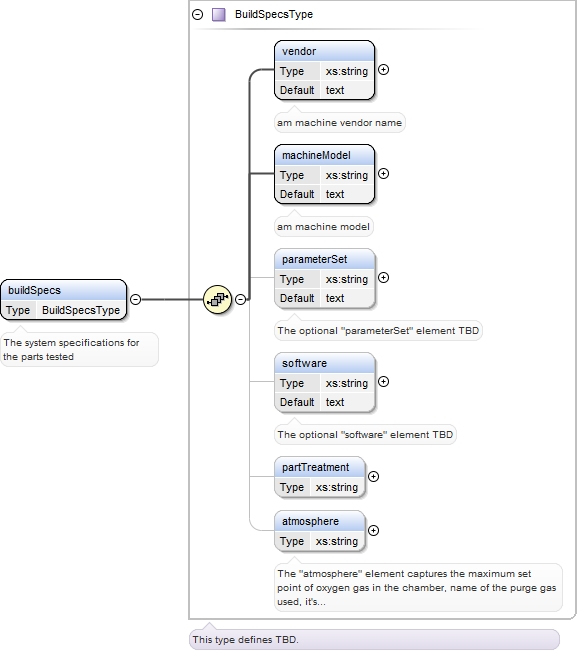 BuildSpecsType
vendor
Type xs:string
Default text
am machine vendor name
machineModel
Type xs:string
Default text
am machine model
parameterSet
Type xs:string
Default text
The optional "parameterSet" element TBD
buildSpecs
Type BuildSpecsType
The system specifications for
the parts tested
software
Type xs:string
Default text
The optional "software" element TBD
partTreatment
Type xs:string
atmosphere
Type xs:string
The "atmosphere" element captures the maximum set
point of oxygen gas in the chamber, name of the purge gas
used, it's...
This type defines TBD.